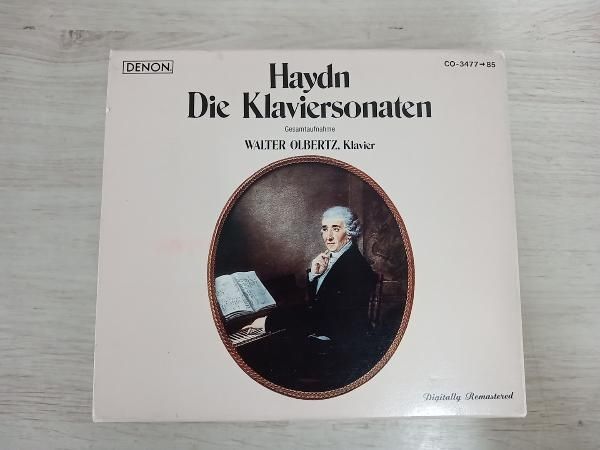 DENON
CO-3477→85
Haydn
Die Klaviersonaten
Gesamtaufnahme
WALTER OLBERTZ, Klavier
Digitally Remastered